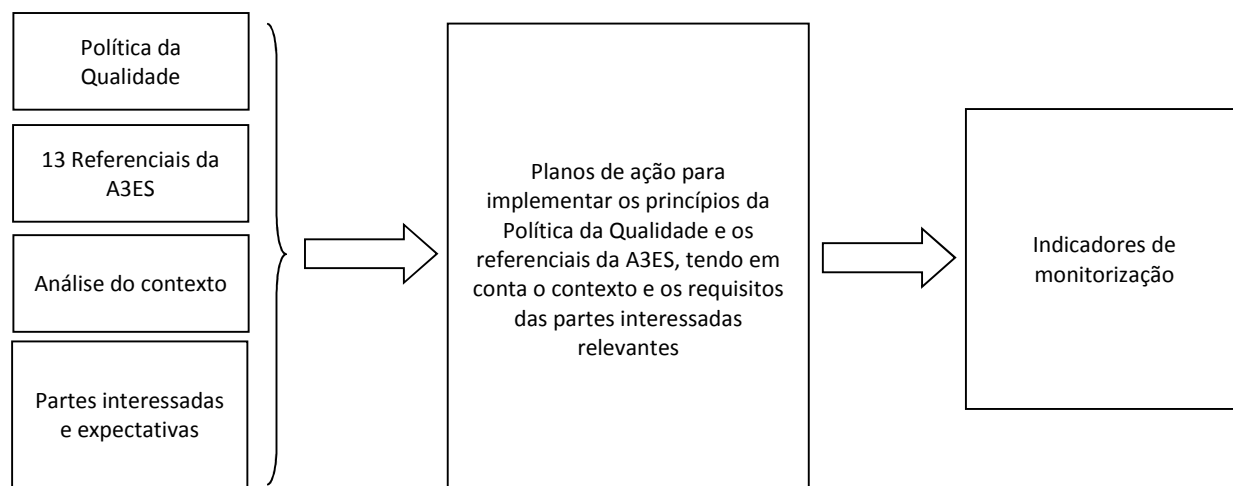 Política da
Qualidade
13 Referenciais da
A3ES
Análise do contexto
Partes interessadas
e expectativas
Planos de ação para
implementar os princípios da
Política da Qualidade e os
referenciais da A3ES, tendo em
conta o contexto e os requisitos
das partes interessadas
relevantes
Indicadores de
monitorização